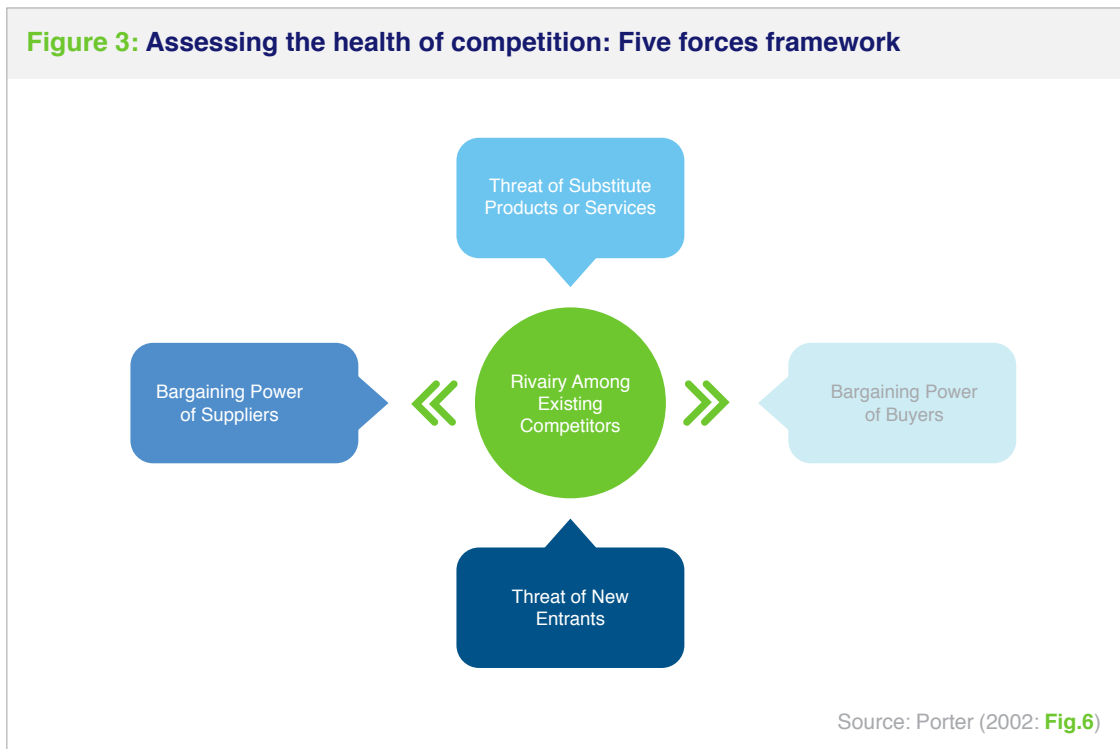 Figure 3: Assessing the health of competition: Five forces framework
Threat of Substitute
Products or Services
Bargaining Power
of Suppliers
Rivairy Among
Existing
Competitors
Bargaining Power
of Buyers
Threat of New
Entrants
Source: Porter (2002: Fig.6)